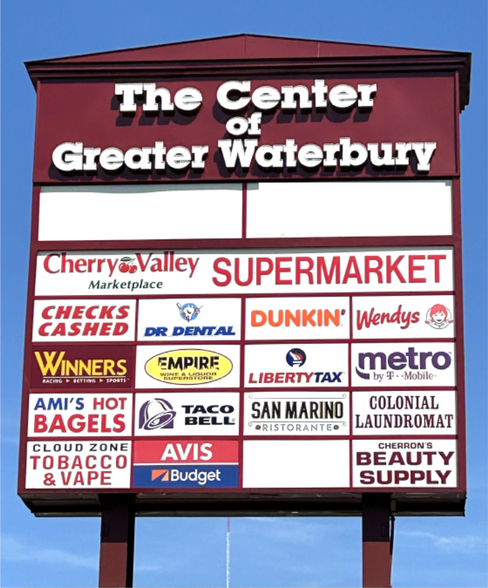 The Center
of
Greater Waterbury
Cherry Valley
Marketplace
SUPERMARKET
CHECKS
CASHED
DR DENTAL
DUNKIN'
Wendys
WINNERS
RACING ▸ BETTING ▸ SPORTS
EMPIRE
WINE & LIQUOR
SUPERSTORE
LIBERTY TAX
metro
by T-Mobile
AMI'S HOT
BAGELS
TACO
BELL
SAN MARINO
RISTORANTE
COLONIAL
LAUNDROMAT
CLOUD ZONE
TOBACCO
& VAPE
AVIS
Budget
CHERRON'S
BEAUTY
SUPPLY